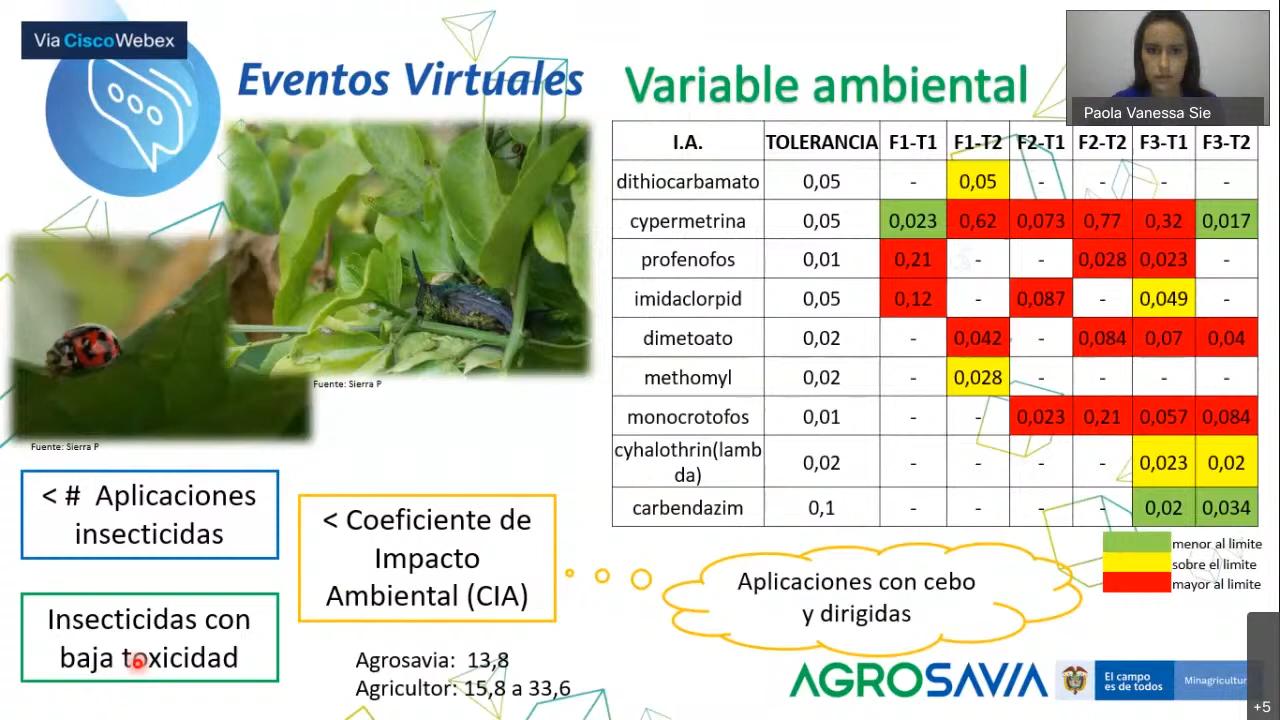 Vía CiscoWebex
Eventos Virtuales
Variable ambiental
Paola Vanessa Sie
I.A. TOLERANCIA F1-T1 F1-T2 F2-T1 F2-T2 F3-T1 F3-T2
dithiocarbamato 0,05 - 0,05 - - - -
cypermetrina 0,05 0,023 0,62 0,073 0,77 0,32 0,017
profenofos 0,01 0,21 - - 0,028 0,023 -
imidaclorpid 0,05 0,12 - 0,087 - 0,049 -
dimetoato 0,02 - 0,042 - 0,084 0,07 0,04
methomyl 0,02 - 0,028 - - - -
monocrotofos 0,01 - - 0,023 0,21 0,057 0,084
cyhalothrin(lamb
da) 0,02 - - - - 0,023 0,02
carbendazim 0,1 - - - - 0,02 0,034
menor al limite
sobre el limite
mayor al limite
Fuente: Sierra P
Fuente: Sierra P
< # Aplicaciones
insecticidas
Insecticidas con
baja toxicidad
< Coeficiente de
Impacto
Ambiental (CIA)
Aplicaciones con cebo
y dirigidas
Agrosavia: 13,8
Agricultor: 15,8 a 33,6
AGROSAVIA
El campo
es de todos
Minagricultur
+5